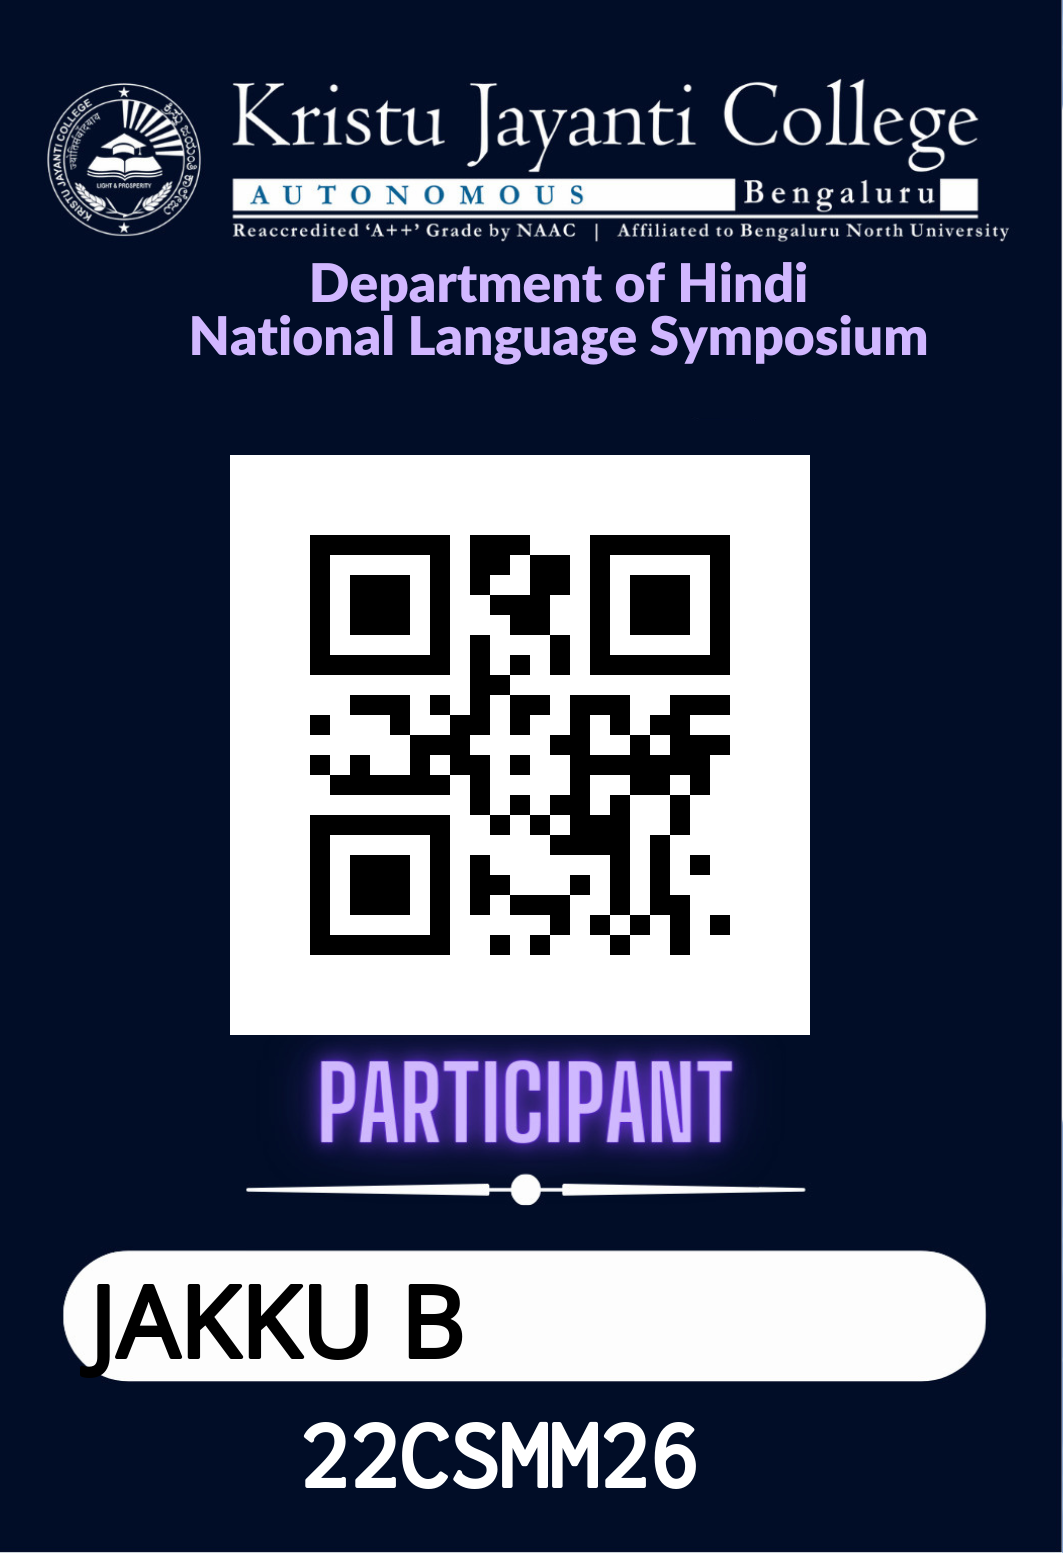 KRISTU JAYANTI COLLEGE
LIGHT & PROSPERITY
Kristu Jayanti College
AUTONOMOUS Bengaluru
Reaccredited ‘A++’ Grade by NAAC | Affiliated to Bengaluru North University
Department of Hindi
National Language Symposium
PARTICIPANT
JAKKU B
22CSMM26